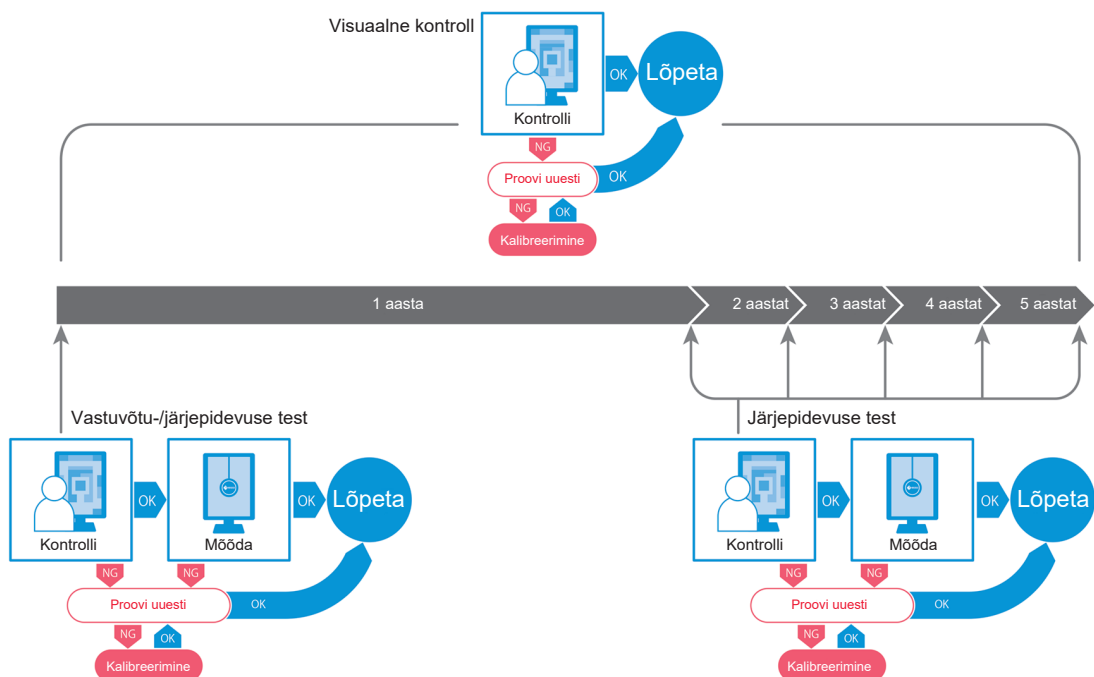 Visuaalne kontroll
Kontrolli
OK
Lõpeta
NG
Proovi uuesti
OK
NG
OK
Kalibreerimine
1 aasta
2 aastat
3 aastat
4 aastat
5 aastat
Vastuvõtu-/järjepidevuse test
Kontrolli
OK
Mõõda
OK
Lõpeta
NG
NG
Proovi uuesti
OK
NG
OK
Kalibreerimine
Järjepidevuse test
Kontrolli
OK
Mõõda
OK
Lõpeta
NG
NG
Proovi uuesti
OK
NG
OK
Kalibreerimine